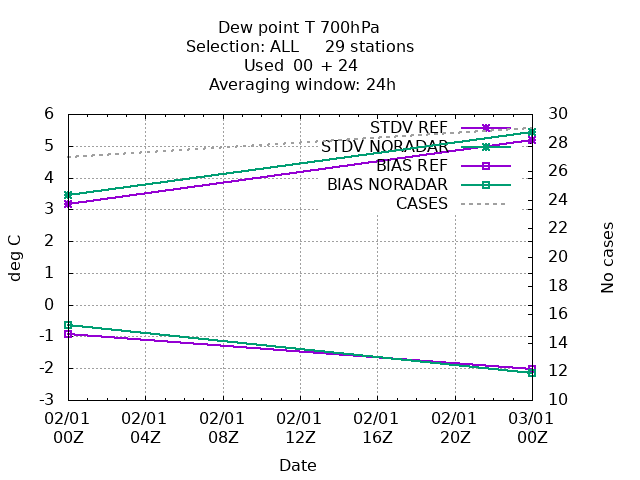 Dew point T 700hPa
Selection: ALL     29 stations
Used  00 + 24
Averaging window: 24h
STDV REF
STDV NORADAR
BIAS REF
BIAS NORADAR
CASES
deg C
6
5
4
3
2
1
0
-1
-2
-3
No cases
30
28
26
24
22
20
18
16
14
12
10
02/01 02/01 02/01 02/01 02/01 02/01 03/01
00Z 04Z 08Z 12Z 16Z 20Z 00Z
Date